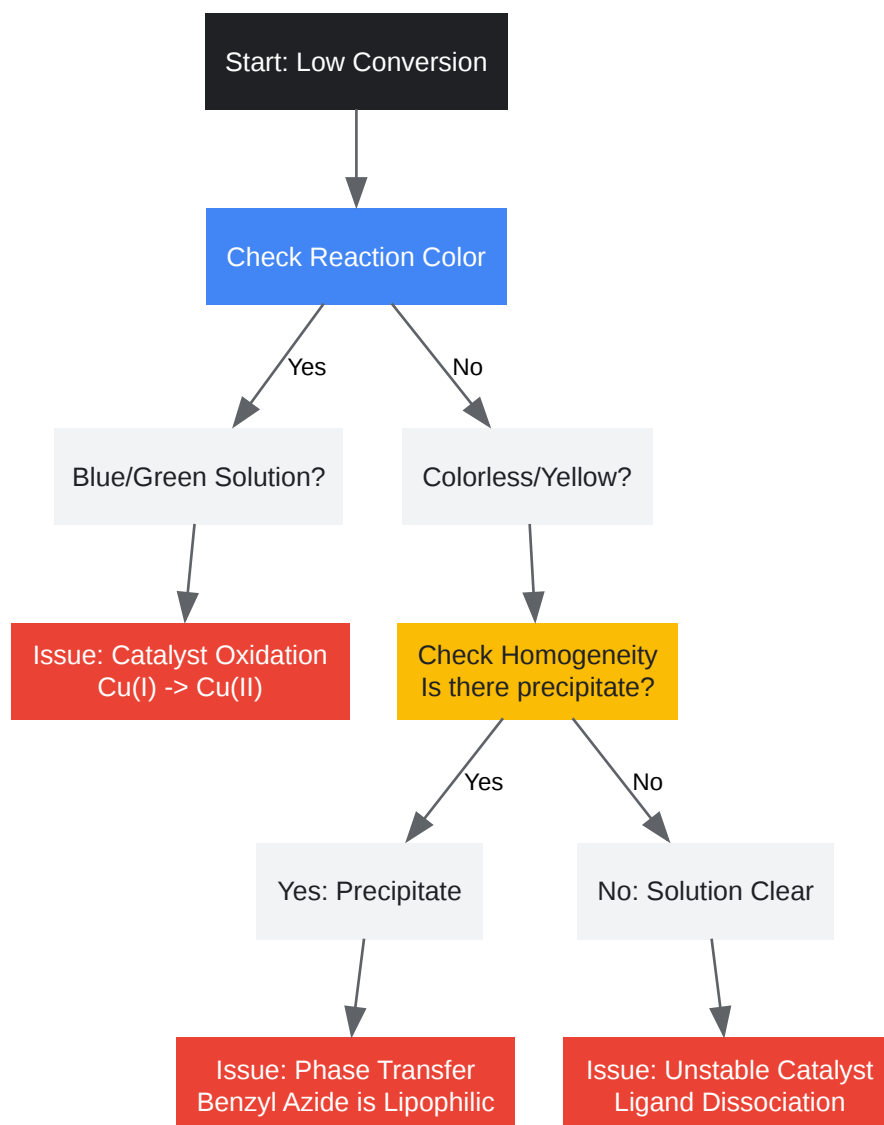 Start: Low Conversion
Check Reaction Color
Yes
No
Blue/Green Solution?
Colorless/Yellow?
Issue: Catalyst Oxidation
Cu(I) -> Cu(II)
Check Homogeneity
Is there precipitate?
Yes
No
Yes: Precipitate
No: Solution Clear
Issue: Phase Transfer
Benzyl Azide is Lipophilic
Issue: Unstable Catalyst
Ligand Dissociation